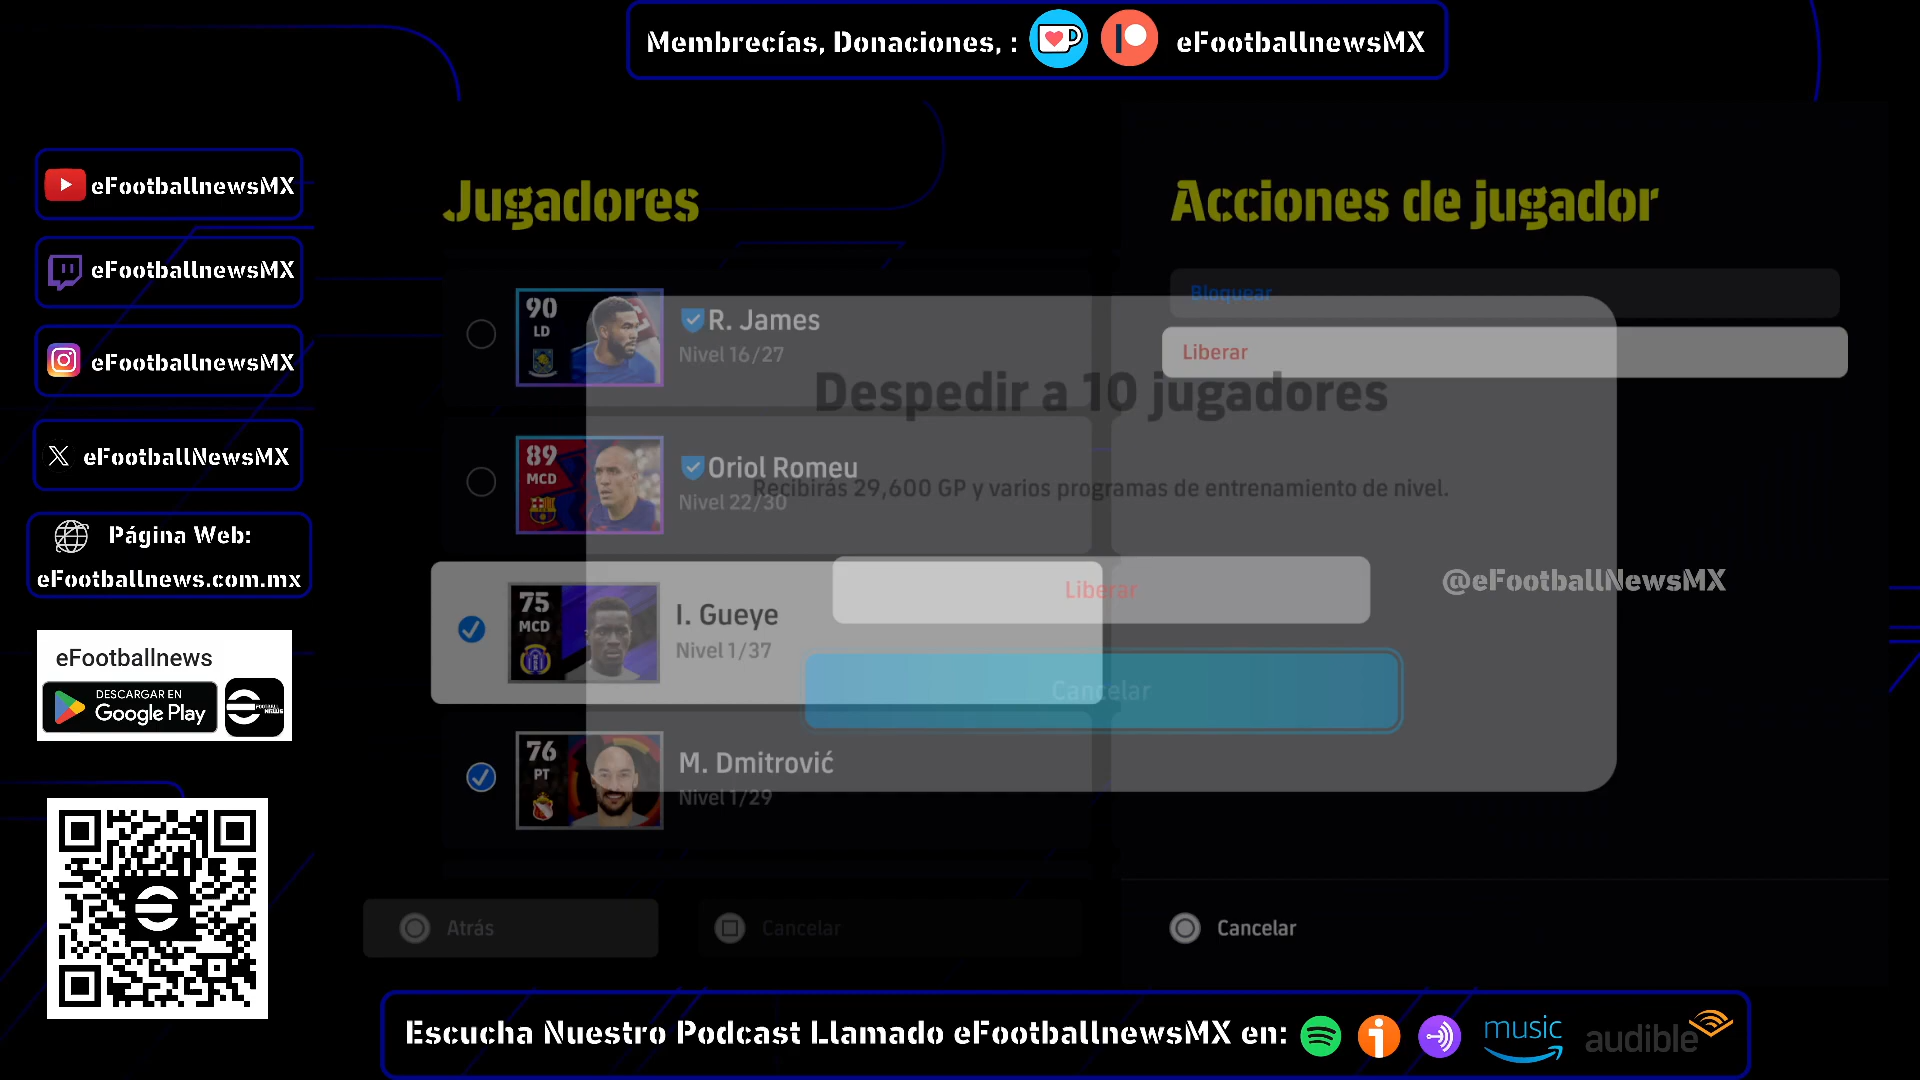 Membrecías, Donaciones, : eFootballnewsMX
eFootballnewsMX
eFootballnewsMX
eFootballnewsMX
eFootballNewsMX
Página Web:
eFootballnews.com.mx
eFootballnews
DESCARGAR EN
Google Play
Jugadores
90
LD
R. James
Nivel 16/27
89
MCD
Oriol Romeu
Nivel 22/30
75
MCD
I. Gueye
Nivel 1/37
76
PT
M. Dmitrović
Nivel 1/29
Acciones de jugador
Bloquear
Liberar
Despedir a 10 jugadores
Recibirás 29,600 GP y varios programas de entrenamiento de nivel.
Liberar
Cancelar
@eFootballNewsMX
Atrás
Cancelar
Cancelar
Escucha Nuestro Podcast Llamado eFootballnewsMX en: music audible